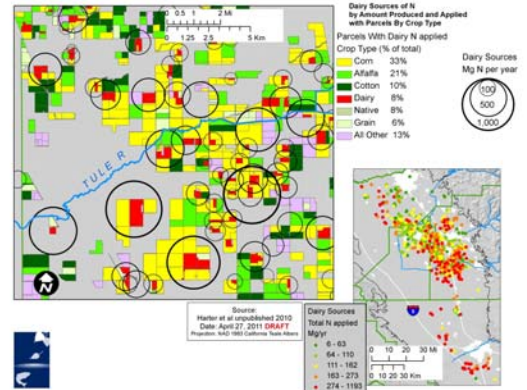 0 0.5 1 2 Mi
0 1.25 2.5 5 Km
TULE R
N
Dairy Sources of N
by Amount Produced and Applied
with Parcels By Crop Type
Parcels With Dairy N applied
Crop Type (% of total)
Corn 33%
Alfalfa 21%
Cotton 10%
Dairy 8%
Native 8%
Grain 6%
All Other 13%
Dairy Sources
Mg N per year
100
500
1,000
Source:
Harter et al unpublished 2010
Date: April 27, 2011 DRAFT
Projection: NAD 1983 California Teale Albers
Dairy Sources
Total N applied
Mg/yr
6 - 63
64 - 110
111 - 162
163 - 273
274 - 1193
0 10 20 30 Mi
0 10 20 30 Km